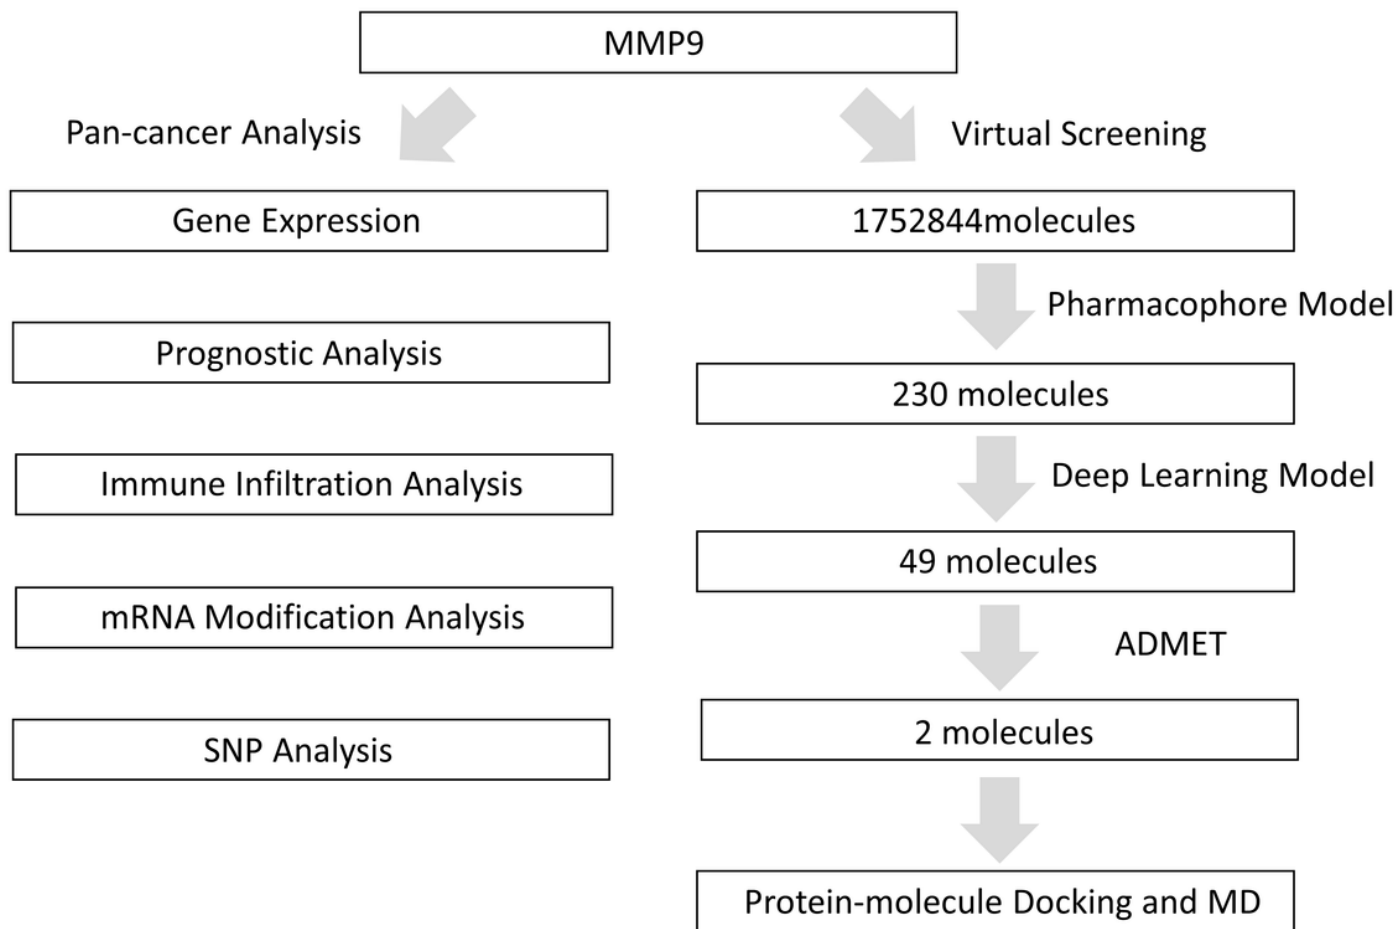 MMP9
Pan-cancer Analysis
Virtual Screening
Gene Expression
Prognostic Analysis
Immune Infiltration Analysis
mRNA Modification Analysis
SNP Analysis
1752844molecules
Pharmacophore Model
230 molecules
Deep Learning Model
49 molecules
ADMET
2 molecules
Protein-molecule Docking and MD